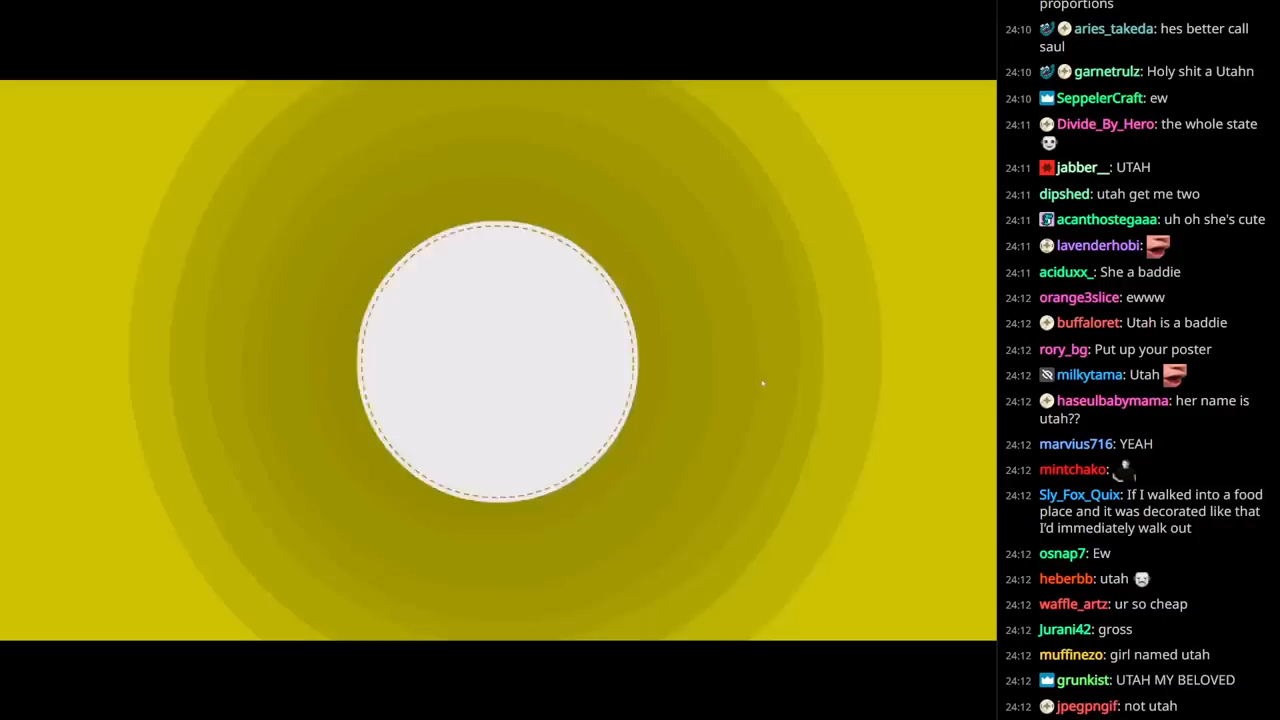 proportions
24:10 aries_takeda: hes better call
saul
24:10 garnetrulz: Holy shit a Utahn
24:10 SeppelerCraft: ew
24:11 Divide_By_Hero: the whole state
24:11 jabber__: UTAH
24:11 dipshed: utah get me two
24:11 acanthostegaaa: uh oh she's cute
24:11 lavenderhobi:
24:11 aciduxx_: She a baddie
24:12 orange3slice: ewww
24:12 buffaloret: Utah is a baddie
24:12 rory_bg: Put up your poster
24:12 milkytama: Utah
24:12 haseulbabymama: her name is
utah??
24:12 marvius716: YEAH
24:12 mintchako:
24:12 Sly_Fox_Quix: If I walked into a food
place and it was decorated like that
I'd immediately walk out
24:12 osnap7: Ew
24:12 heberbb: utah
24:12 waffle_artz: ur so cheap
24:12 Jurani42: gross
24:12 muffinezo: girl named utah
24:12 grunkist: UTAH MY BELOVED
24:12 jpegpngif: not utah